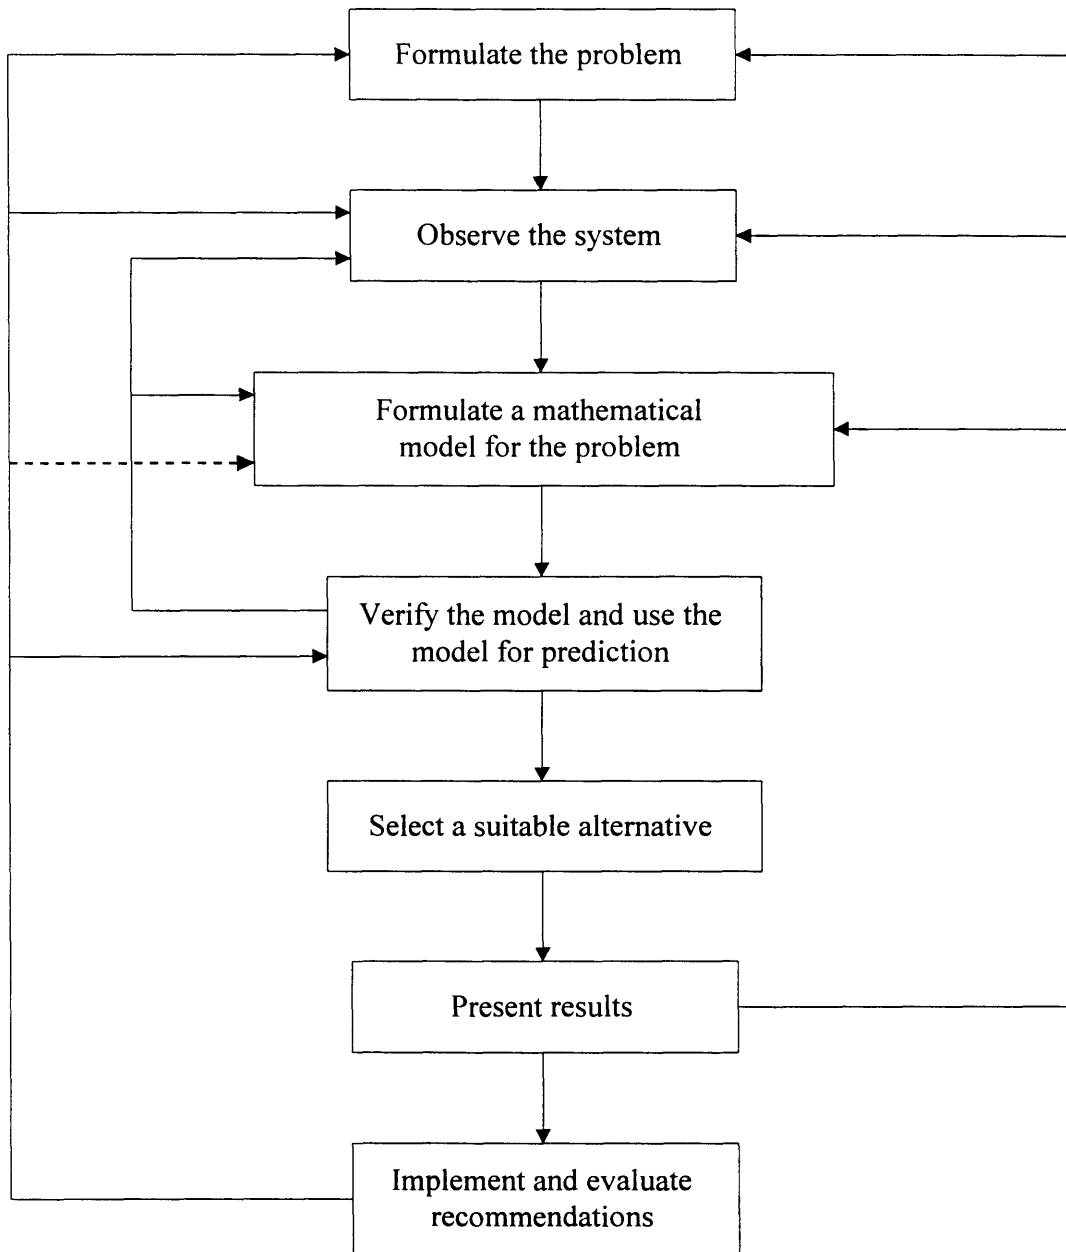 Formulate the problem
Observe the system
Formulate a mathematical
model for the problem
Verify the model and use the
model for prediction
Select a suitable alternative
Present results
Implement and evaluate
recommendations